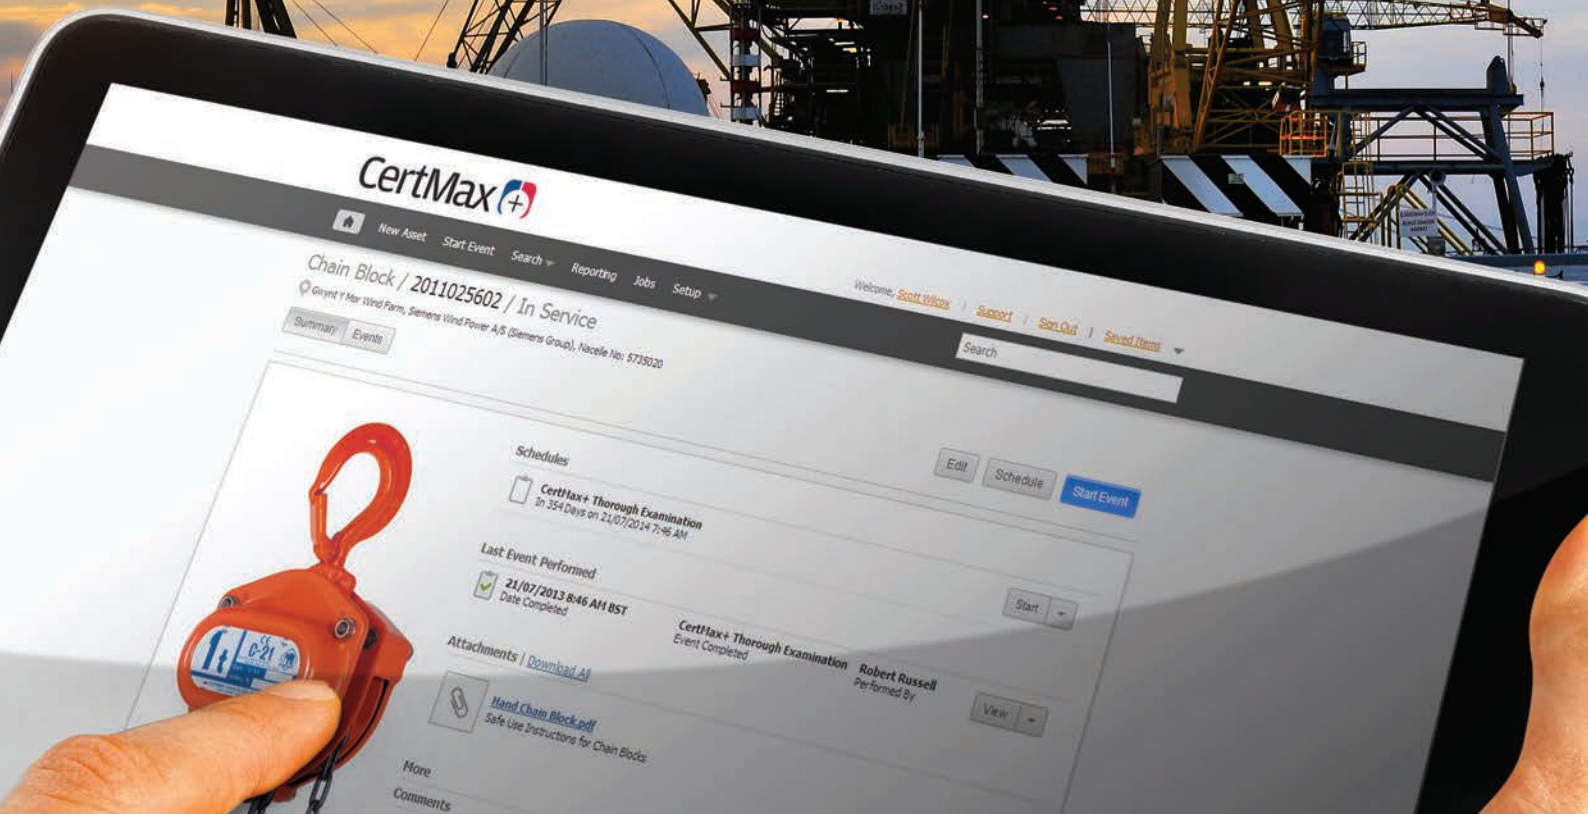 CertMax +
New Asset Start Event Search Reporting Jobs Setup
Welcome, Scott Wilcox | Support | Sign Out | Saved Items
Search
Chain Block / 2011025602 / In Service
Gwynt Y Mor Wind Farm, Siemens Wind Power A/S (Siemens Group), Nacelle No: 5735020
Summary Events
Edit Schedule Start Event
Schedules
CertMax+ Thorough Examination
In 354 Days on 21/07/2014 7:46 AM
Start
Last Event Performed
21/07/2013 8:46 AM BST
Date Completed
CertMax+ Thorough Examination
Event Completed
Robert Russell
Performed By
View
Attachments | Download All
Hand Chain Block.pdf
Safe Use Instructions for Chain Blocks
More
Comments
1t
CE
C-21